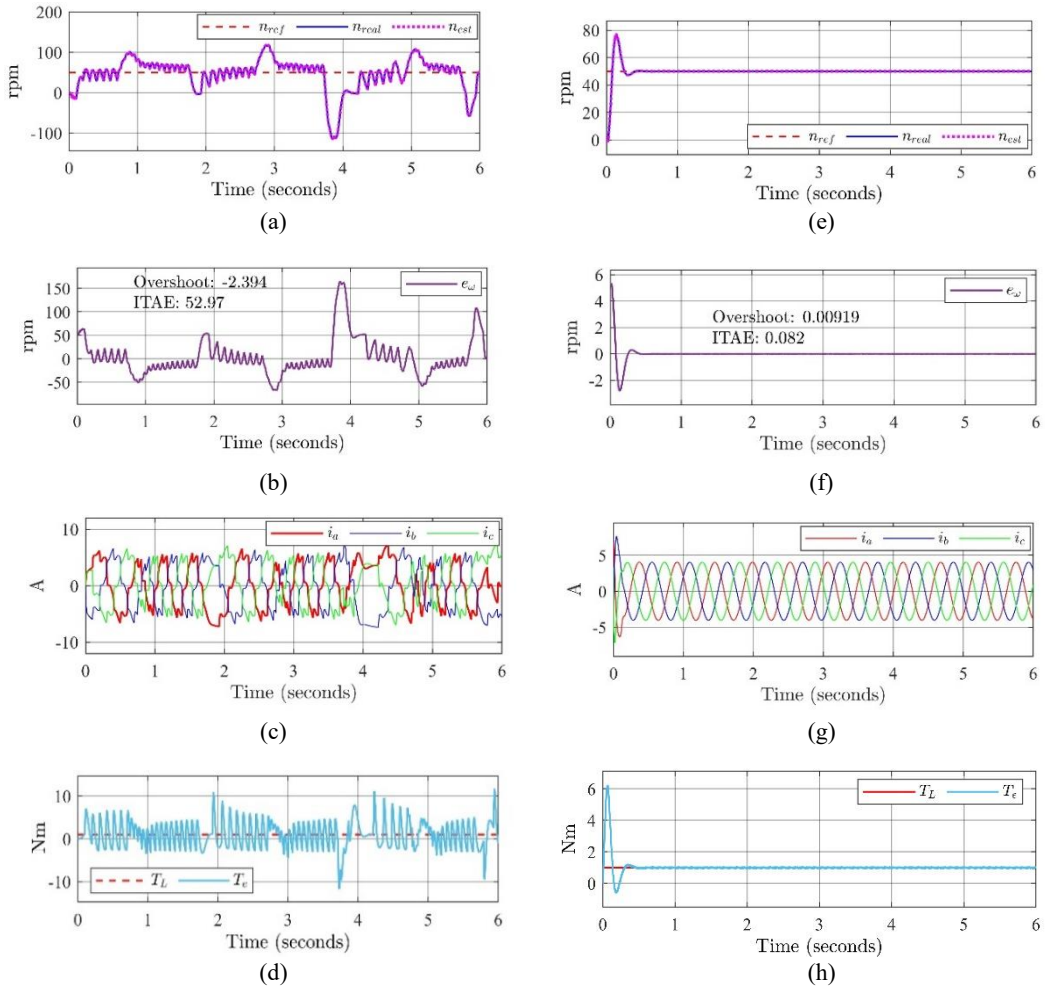 200
100
0
-100
rpm
n_ref n_real n_est
0 1 2 3 4 5 6
Time (seconds)
(a)
80
60
40
20
0
rpm
n_ref n_real n_est
0 1 2 3 4 5 6
Time (seconds)
(e)
150
100
50
0
-50
rpm
Overshoot: -2.394
ITAE: 52.97
e_ω
0 1 2 3 4 5 6
Time (seconds)
(b)
6
4
2
0
-2
rpm
e_ω
Overshoot: 0.00919
ITAE: 0.082
0 1 2 3 4 5 6
Time (seconds)
(f)
10
0
-10
A
i_a i_b i_c
0 1 2 3 4 5 6
Time (seconds)
(c)
5
0
-5
A
i_a i_b i_c
0 1 2 3 4 5 6
Time (seconds)
(g)
10
0
-10
Nm
T_L T_e
0 1 2 3 4 5 6
Time (seconds)
(d)
6
4
2
0
Nm
T_L T_e
0 1 2 3 4 5 6
Time (seconds)
(h)